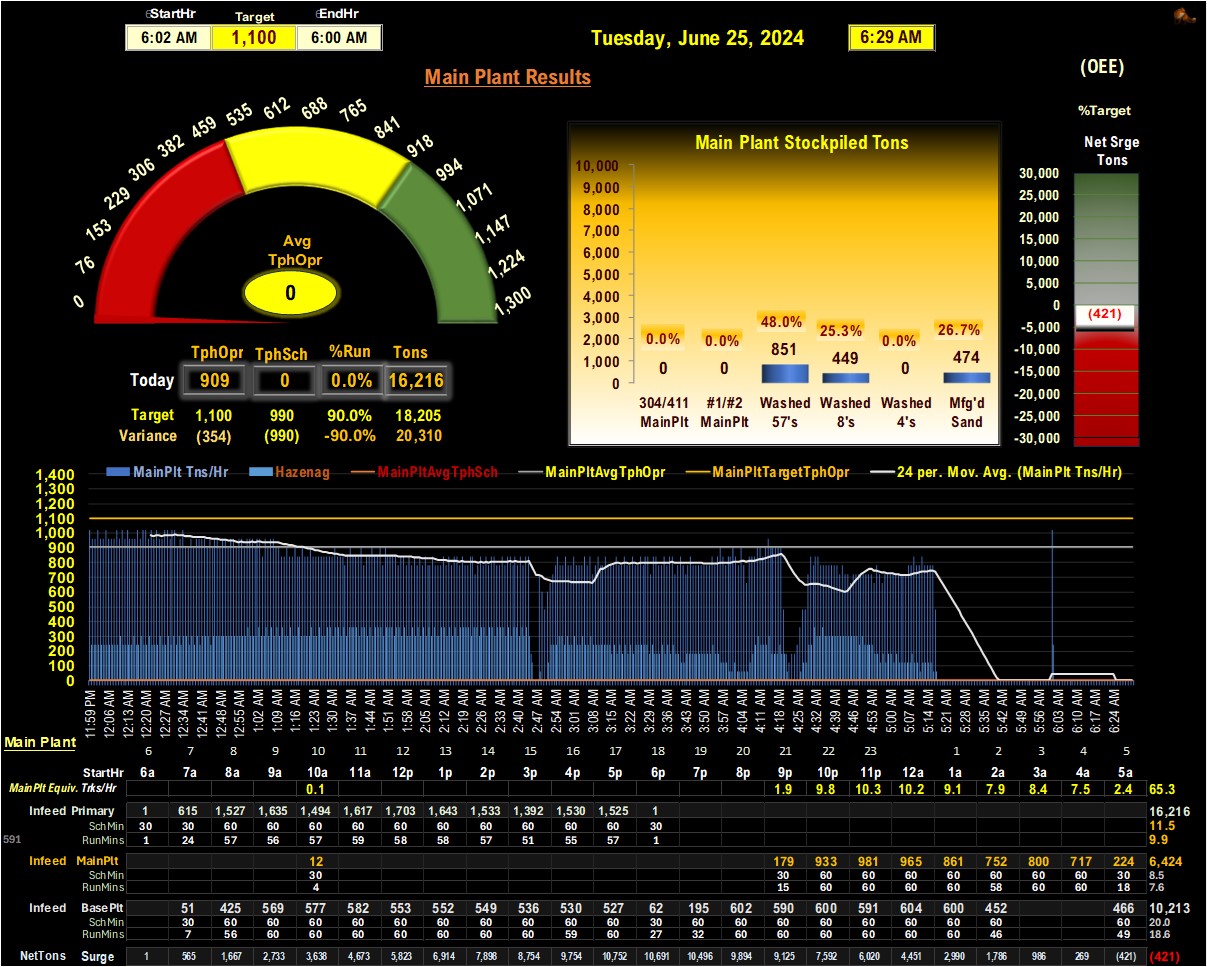 StartHr Target EndHr
6:02 AM 1,100 6:00 AM
Tuesday, June 25, 2024 6:29 AM
(OEE)
Main Plant Results
%Target
Net Srge
Tons
0 76 153 229 306 382 459 535 612 688 765 841 918 994 1,071 1,147 1,224 1,300
Avg
TphOpr
0
TphOpr TphSch %Run Tons
Today 909 0 0.0% 16,216
Target 1,100 990 90.0% 18,205
Variance (354) (990) -90.0% 20,310
Main Plant Stockpiled Tons
10,000
9,000
8,000
7,000
6,000
5,000
4,000
3,000
2,000
1,000
0
0.0% 0.0% 48.0% 25.3% 0.0% 26.7%
0 0 851 449 0 474
304/411 #1/#2 Washed Washed Washed Mfg'd
MainPlt MainPlt 57's 8's 4's Sand
30,000
25,000
20,000
15,000
10,000
5,000
0
(421)
-5,000
-10,000
-15,000
-20,000
-25,000
-30,000
MainPlt Tns/Hr Hazenag MainPltAvgTphSch MainPltAvgTphOpr MainPltTargetTphOpr 24 per. Mov. Avg. (MainPlt Tns/Hr)
1,400
1,300
1,200
1,100
1,000
900
800
700
600
500
400
300
200
100
0
11:59 PM 12:06 AM 12:13 AM 12:20 AM 12:27 AM 12:41 AM 12:48 AM 12:55 AM 1:02 AM 1:09 AM 1:16 AM 1:23 AM 1:30 AM 1:37 AM 1:44 AM 1:51 AM 1:58 AM 2:05 AM 2:12 AM 2:19 AM 2:26 AM 2:33 AM 2:40 AM 2:47 AM 2:54 AM 3:01 AM 3:08 AM 3:15 AM 3:22 AM 3:29 AM 3:36 AM 3:43 AM 3:50 AM 3:57 AM 4:04 AM 4:11 AM 4:18 AM 4:25 AM 4:32 AM 4:39 AM 4:46 AM 4:53 AM 5:00 AM 5:07 AM 5:14 AM 5:21 AM 5:28 AM 5:35 AM 5:42 AM 5:49 AM 5:56 AM 6:03 AM 6:10 AM 6:17 AM 6:24 AM
Main Plant
6 7 8 9 10 11 12 13 14 15 16 17 18 19 20 21 22 23 1 2 3 4 5
StartHr 6a 7a 8a 9a 10a 11a 12p 1p 2p 3p 4p 5p 6p 7p 8p 9p 10p 11p 12a 1a 2a 3a 4a 5a
MainPlt Equiv. Trks/Hr 0.1 1.9 9.8 10.3 10.2 9.1 7.9 8.4 7.5 2.4 65.3
Infeed Primary 1 615 1,527 1,635 1,494 1,617 1,703 1,643 1,533 1,392 1,530 1,525 1 16,216
SchMin 30 30 60 60 60 60 60 60 60 60 60 60 30 11.5
591 RunMins 1 24 57 56 57 59 58 58 57 51 55 57 1 9.9
Infeed MainPlt 12 179 933 981 965 861 752 800 717 224 6,424
SchMin 30 30 60 60 60 60 60 60 60 30 8.5
RunMins 4 15 60 60 60 60 58 60 60 18 7.6
Infeed BasePlt 51 425 569 577 582 553 552 549 536 530 527 62 195 602 590 600 591 604 600 452 466 10,213
SchMin 30 60 60 60 60 60 60 60 60 60 60 30 60 60 60 60 60 60 60 60 60 20.0
RunMins 7 56 60 60 60 60 60 60 60 59 60 27 32 60 60 60 60 60 60 46 49 18.6
NetTons Surge 1 565 1,667 2,733 3,638 4,673 5,823 6,914 7,898 8,754 9,754 10,752 10,691 10,496 9,894 9,125 7,592 6,020 4,451 2,990 1,786 986 269 (421) (421)